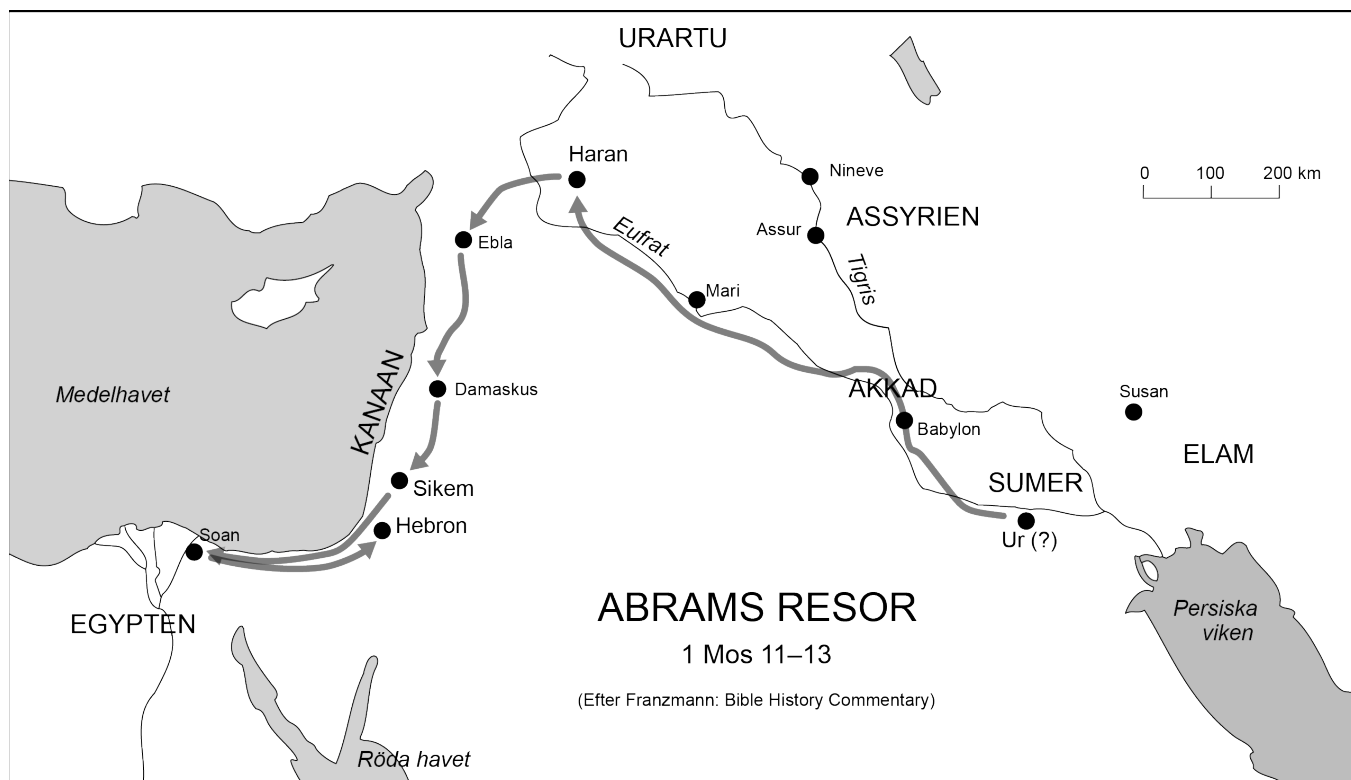 URARTU
Haran
Nineve
0 100 200 km
ASSYRIEN
Assur
Eufrat
Ebla
Tigris
Mari
KANAAN
Medelhavet
Damaskus
AKKAD
Susan
Babylon
ELAM
SUMER
Sikem
Hebron
Soan
Ur (?)
ABRAMS RESOR
EGYPTEN
Persiska
viken
1 Mos 11–13
(Efter Franzmann: Bible History Commentary)
Röda havet